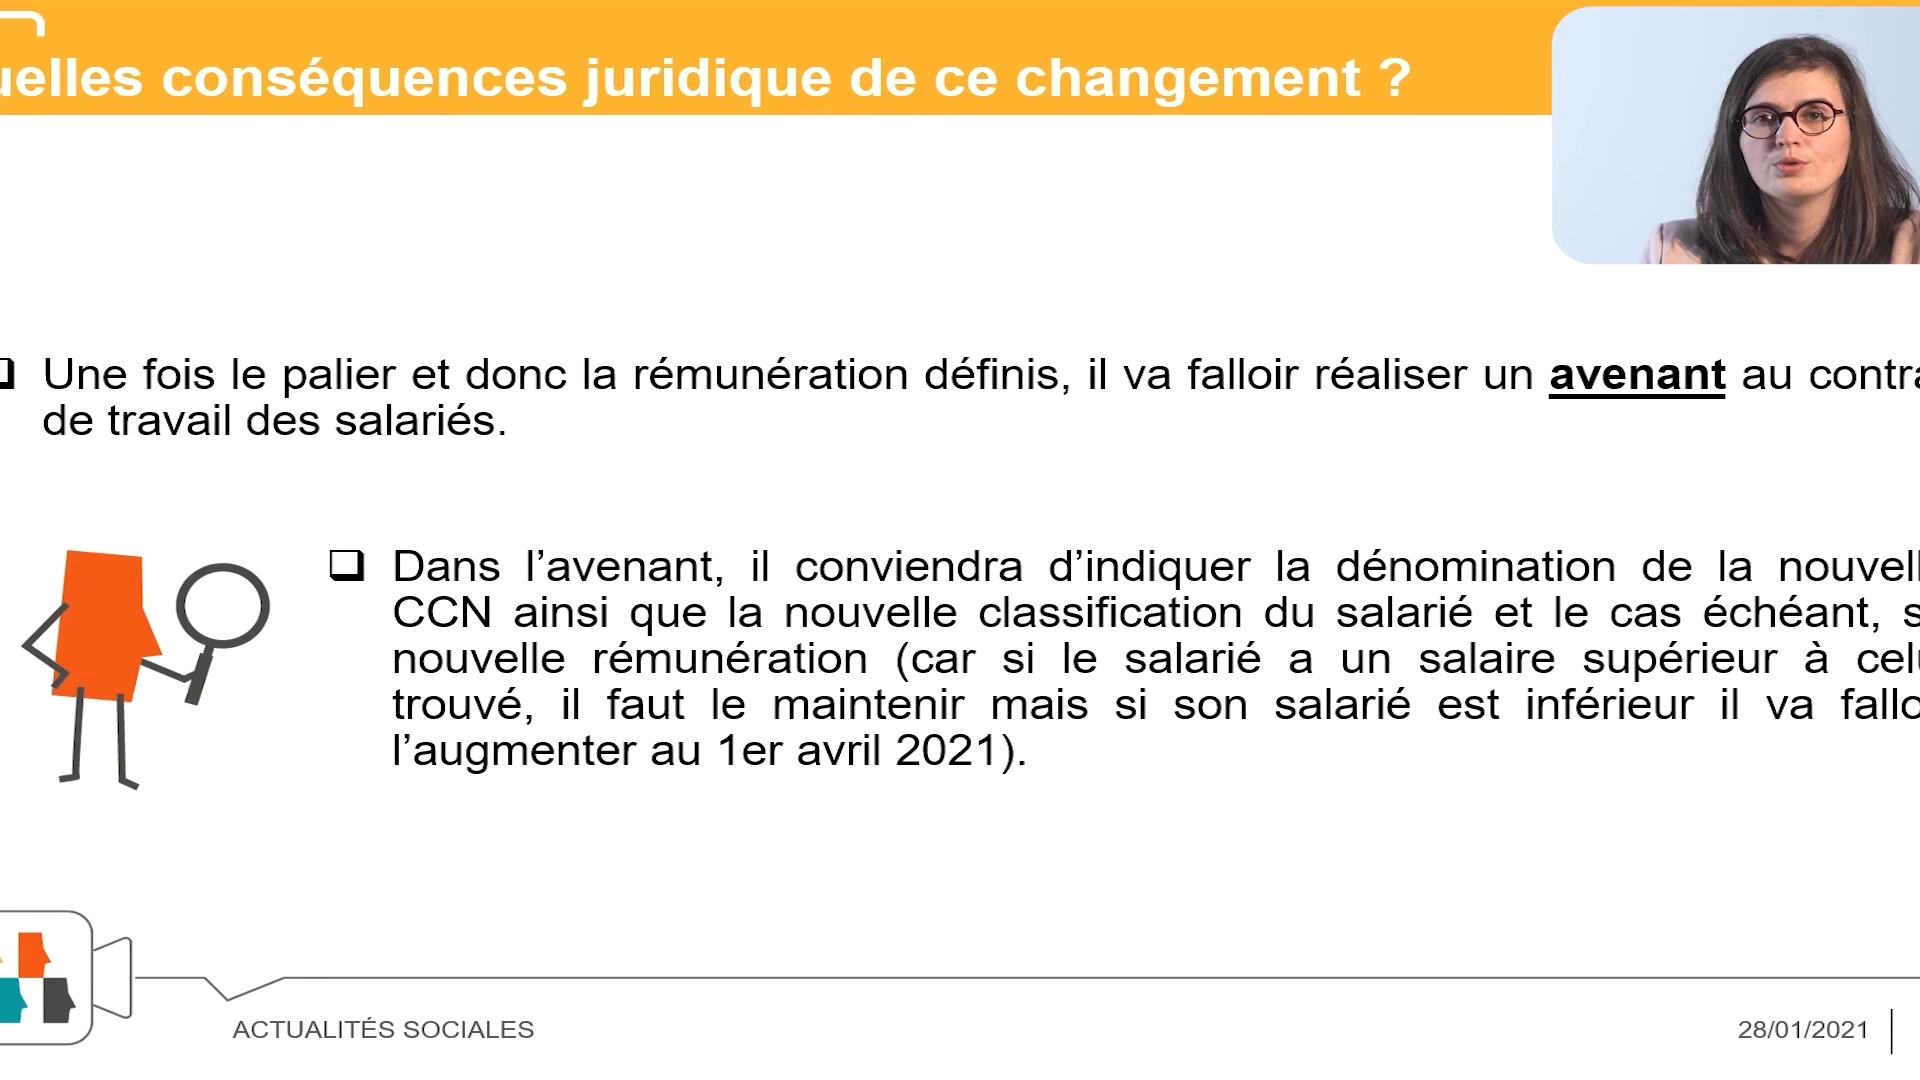 uelles conséquences juridique de ce changement ?
Une fois le palier et donc la rémunération définis, il va falloir réaliser un avenant au contra
de travail des salariés.
Dans l’avenant, il conviendra d’indiquer la dénomination de la nouvell
CCN ainsi que la nouvelle classification du salarié et le cas échéant, s
nouvelle rémunération (car si le salarié a un salaire supérieur à celu
trouvé, il faut le maintenir mais si son salarié est inférieur il va fallo
l’augmenter au 1er avril 2021).
ACTUALITÉS SOCIALES
28/01/2021